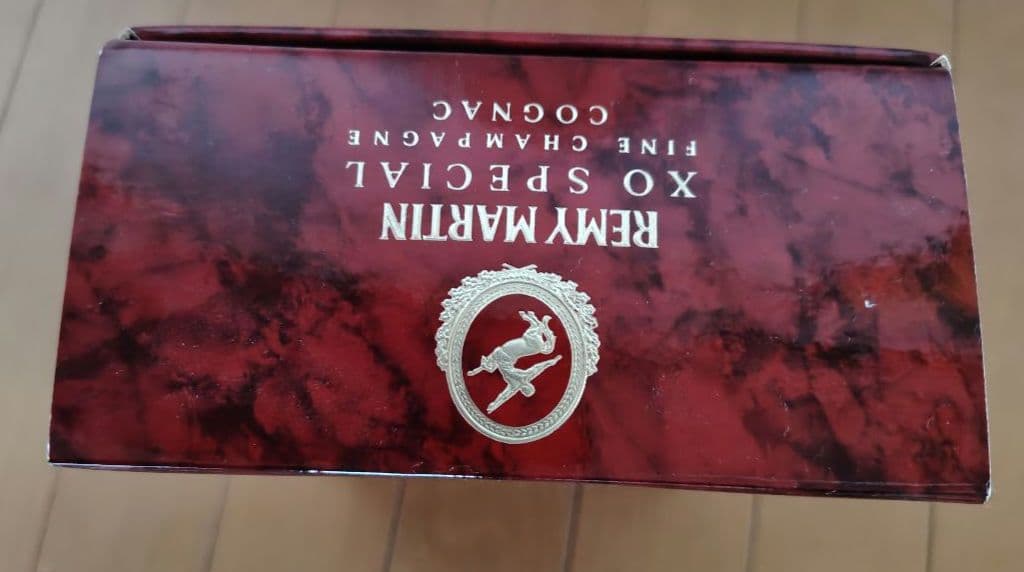 REMY MARTIN
XO SPECIAL
FINE CHAMPAGNE
COGNAC